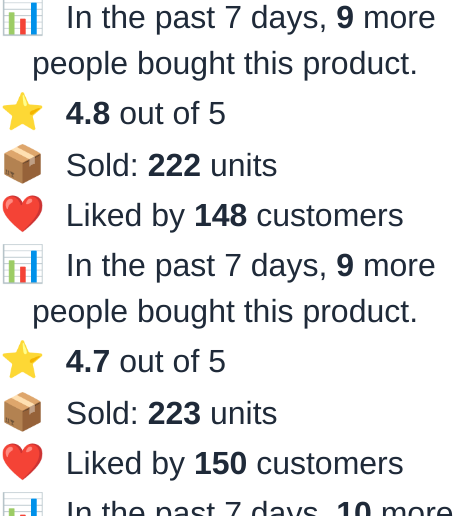 In the past 7 days, 9 more
people bought this product.
4.8 out of 5
Sold: 222 units
Liked by 148 customers
In the past 7 days, 9 more
people bought this product.
4.7 out of 5
Sold: 223 units
Liked by 150 customers
In the past 7 days, 10 more